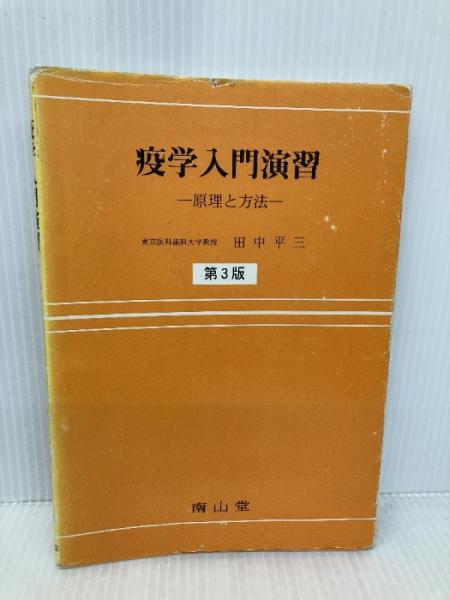 疫学入門演習
―原理と方法―
東京医科歯科大学教授 田中平三
第3版
南山堂